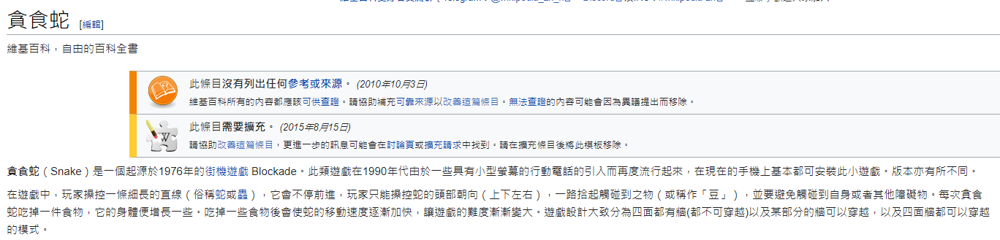 貪食蛇 [編輯]
維基百科，自由的百科全書
此條目沒有列出任何參考或來源。 (2010年10月3日)
維基百科所有的內容都應該可供查證。請協助補充可靠來源以改善這篇條目。無法查證的內容可能會因為異議提出而移除。
此條目需要擴充。 (2015年8月15日)
請協助改善這篇條目，更進一步的訊息可能會在討論頁或擴充請求中找到。請在擴充條目後將此模板移除。
貪食蛇（Snake）是一個起源於1976年的街機遊戲 Blockade。此類遊戲在1990年代由於一些具有小型螢幕的行動電話的引入而再度流行起來，在現在的手機上基本都可安裝此小遊戲。版本亦有所不同。
在遊戲中，玩家操控一條細長的直線（俗稱蛇或蟲），它會不停前進，玩家只能操控蛇的頭部朝向（上下左右），一路拾起觸碰到之物（或稱作「豆」），並要避免觸碰到自身或者其他障礙物。每次貪食
蛇吃掉一件食物，它的身體便增長一些。吃掉一些食物後會使蛇的移動速度逐漸加快，讓遊戲的難度漸漸變大。遊戲設計大致分為四面都有牆(都不可穿越)以及某部分的牆可以穿越，以及四面牆都可以穿越
的模式。